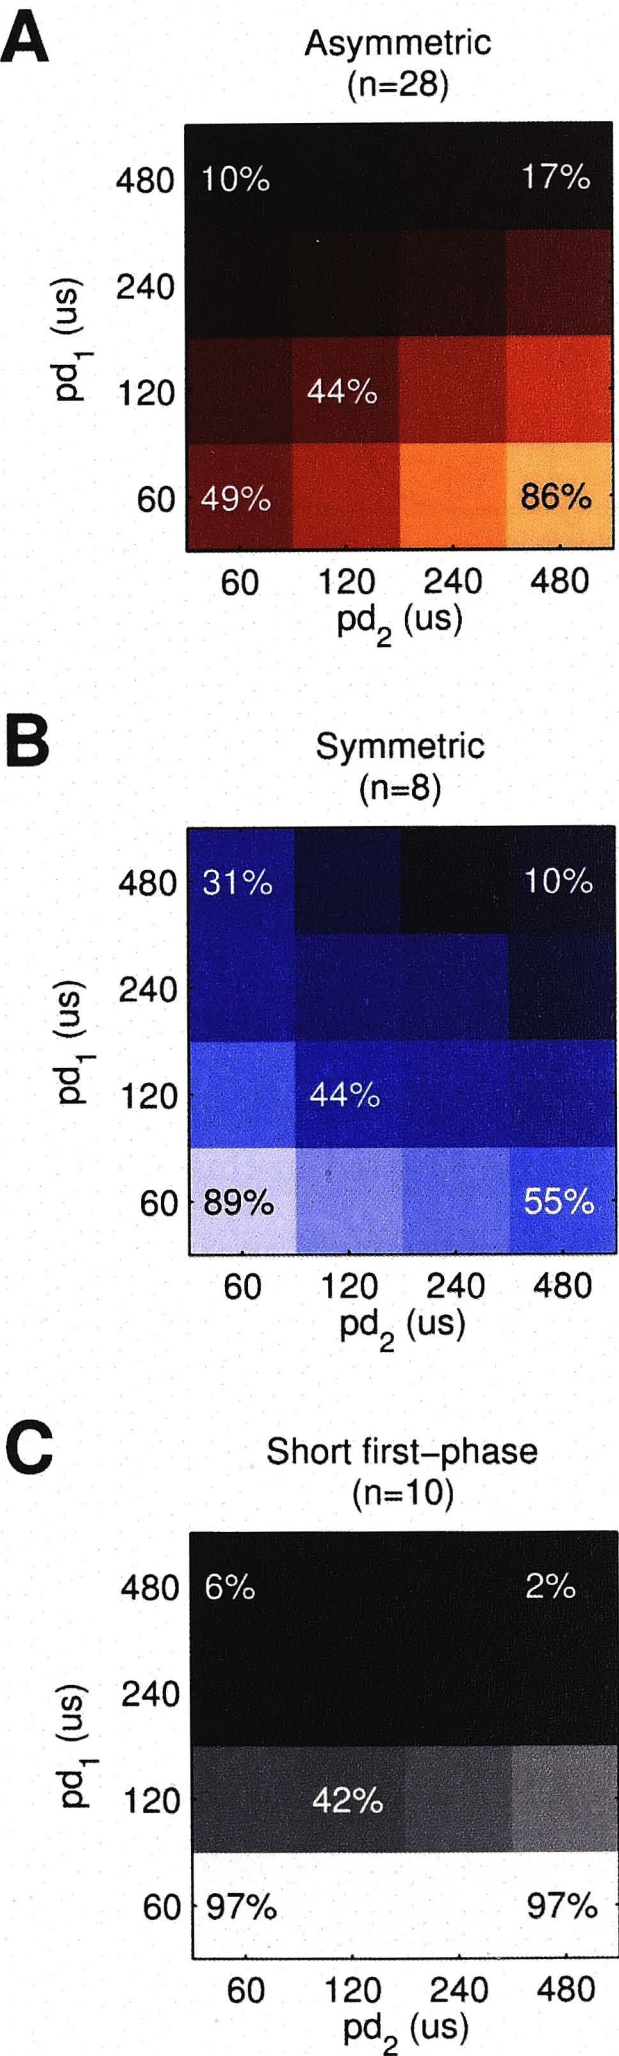 A
Asymmetric
(n=28)
480 10% 17%
240
120 44%
60 49% 86%
pd1 (us)
60 120 240 480
pd2 (us)
B
Symmetric
(n=8)
480 31% 10%
240
120 44%
60 89% 55%
pd1 (us)
60 120 240 480
pd2 (us)
C
Short first–phase
(n=10)
480 6% 2%
240
120 42%
60 97% 97%
pd1 (us)
60 120 240 480
pd2 (us)